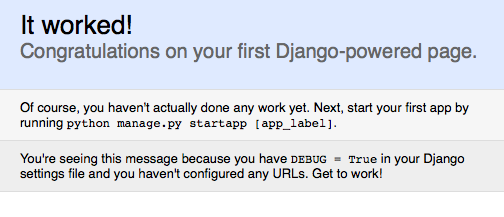 It worked!
Congratulations on your first Django-powered page.
Of course, you haven't actually done any work yet. Next, start your first app by
running python manage.py startapp [app_label].
You're seeing this message because you have DEBUG = True in your Django
settings file and you haven't configured any URLs. Get to work!